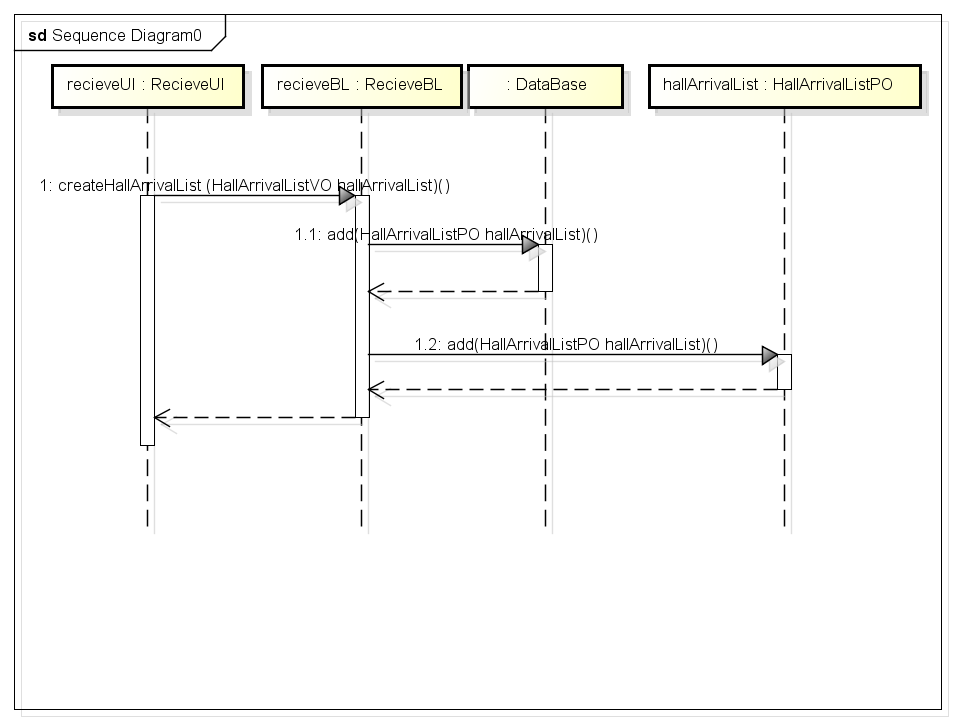 sd Sequence Diagram0
recieveUI : RecieveUI
recieveBL : RecieveBL
: DataBase
hallArrivalList : HallArrivalListPO
1: createHallArrivalList (HallArrivalListVO hallArrivalList)()
1.1: add(HallArrivalListPO hallArrivalList)()
1.2: add(HallArrivalListPO hallArrivalList)()